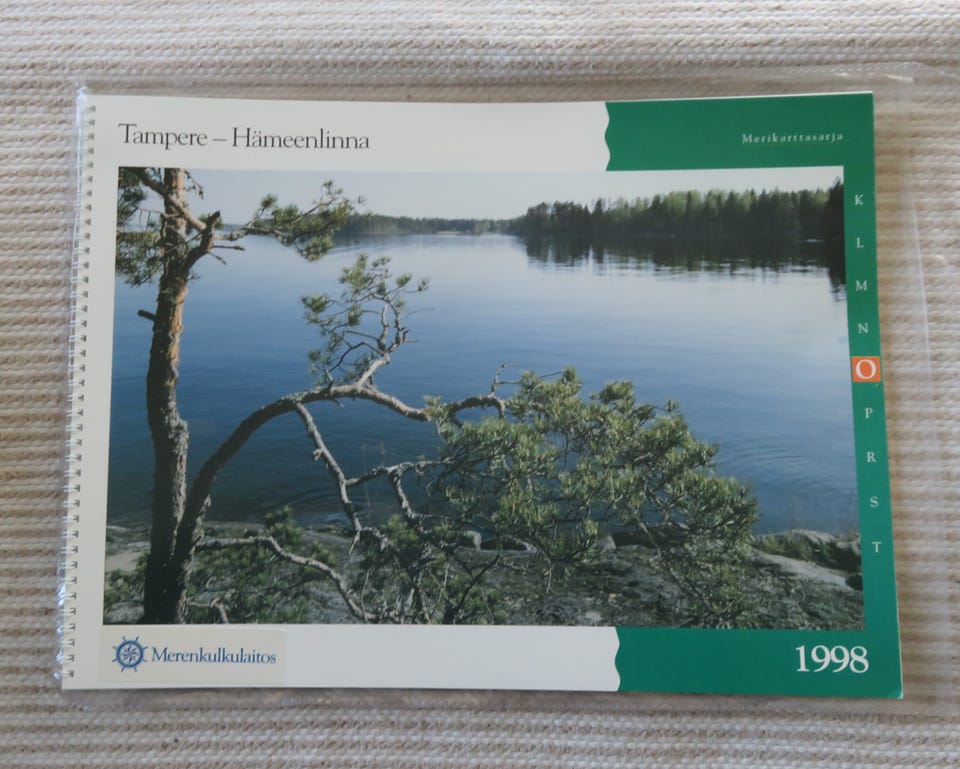 Tampere – Hämeenlinna
Merikarttasarja
K
L
M
N
O
P
R
S
T
Merenkulkulaitos
1998